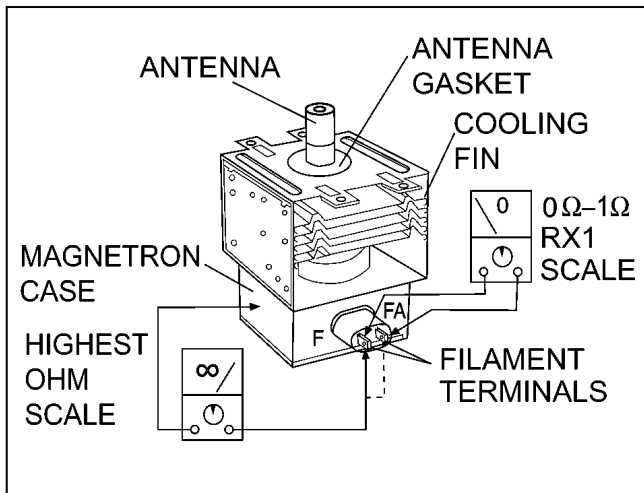 ANTENNA
ANTENNA
GASKET
COOLING
FIN
0
0Ω–1Ω
RX1
SCALE
MAGNETRON
CASE
FA
F
HIGHEST
OHM
SCALE
∞
FILAMENT
TERMINALS